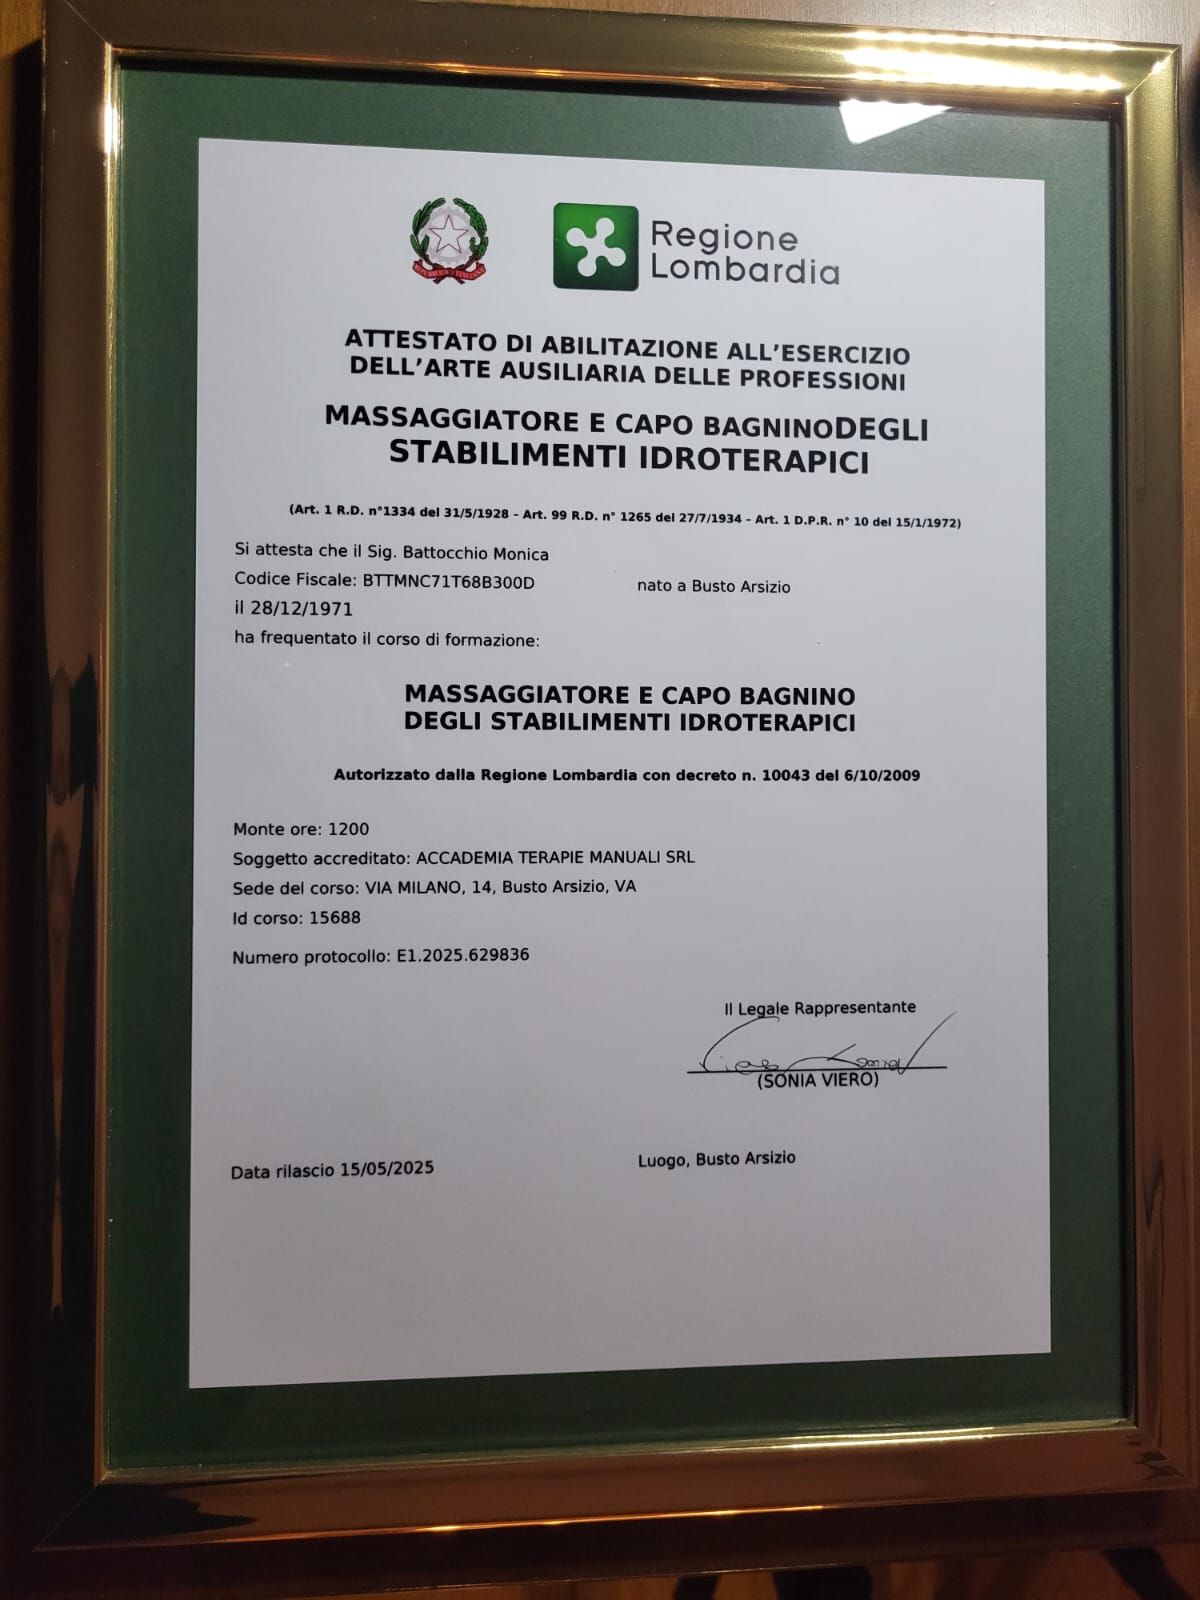 Regione
Lombardia
ATTESTATO DI ABILITAZIONE ALL'ESERCIZIO
DELL'ARTE AUSILIARIA DELLE PROFESSIONI
MASSAGGIATORE E CAPO BAGNINODEGLI
STABILIMENTI IDROTERAPICI
(Art. 1 R.D. n°1334 del 31/5/1928 - Art. 99 R.D. n° 1265 del 27/7/1934 - Art. 1 D.P.R. n° 10 del 15/1/1972)
Si attesta che il Sig. Battocchio Monica
Codice Fiscale: BTTMNC71T68B300D nato a Busto Arsizio
il 28/12/1971
ha frequentato il corso di formazione:
MASSAGGIATORE E CAPO BAGNINO
DEGLI STABILIMENTI IDROTERAPICI
Autorizzato dalla Regione Lombardia con decreto n. 10043 del 6/10/2009
Monte ore: 1200
Soggetto accreditato: ACCADEMIA TERAPIE MANUALI SRL
Sede del corso: VIA MILANO, 14, Busto Arsizio, VA
Id corso: 15688
Numero protocollo: E1.2025.629836
Il Legale Rappresentante
(SONIA VIERO)
Data rilascio 15/05/2025 Luogo, Busto Arsizio